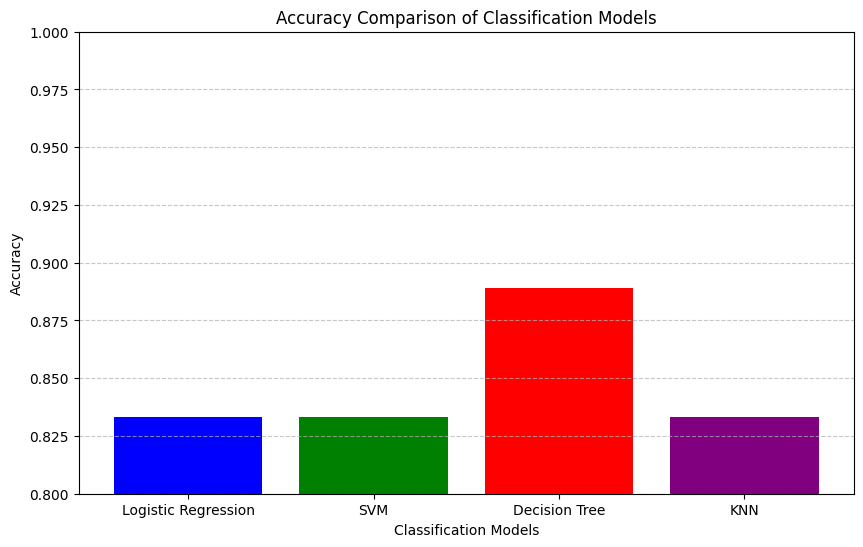 Accuracy Comparison of Classification Models
1.000
0.975
0.950
0.925
0.900
0.875
0.850
0.825
0.800
Accuracy
Logistic Regression SVM Decision Tree KNN
Classification Models